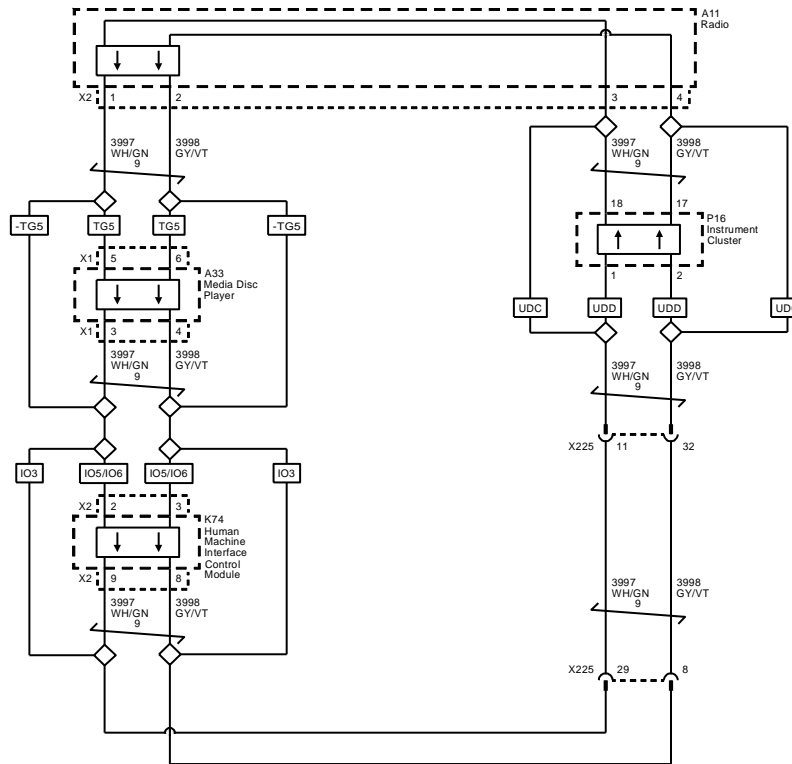 A11
Radio
X2 1 2 3 4
3997
WH/GN
9
3998
GY/VT
3997
WH/GN
9
3998
GY/VT
-TG5 TG5 TG5 -TG5
18 17
P16
Instrument
Cluster
X1 5 6
A33
Media Disc
Player
1 2
X1 3 4
UDC UDD UDD
3997
WH/GN
9
3998
GY/VT
3997
WH/GN
9
3998
GY/VT
X225 11 32
IO3 IO5/IO6 IO5/IO6 IO3
X2 2 3
K74
Human
Machine
Interface
Control
Module
X2 9 8
3997
WH/GN
9
3998
GY/VT
3997
WH/GN
9
3998
GY/VT
X225 29 8